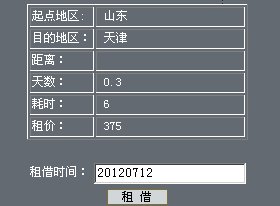 起点地区： 山东
目的地区： 天津
距离：
天数： 0.3
耗时： 6
租价： 375
租借时间： 20120712
租 借